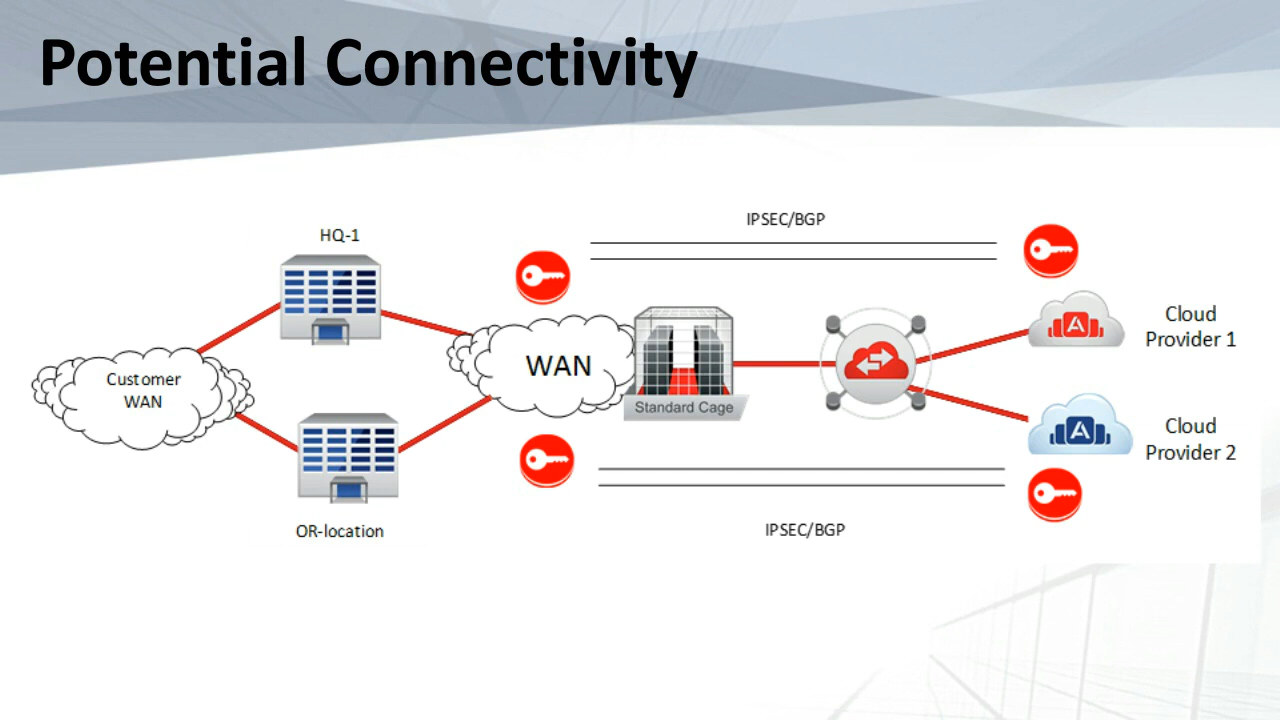 Potential Connectivity
IPSEC/BGP
HQ-1
Cloud
Provider 1
WAN
Customer
WAN
Standard Cage
A
A
Cloud
Provider 2
OR-location
IPSEC/BGP